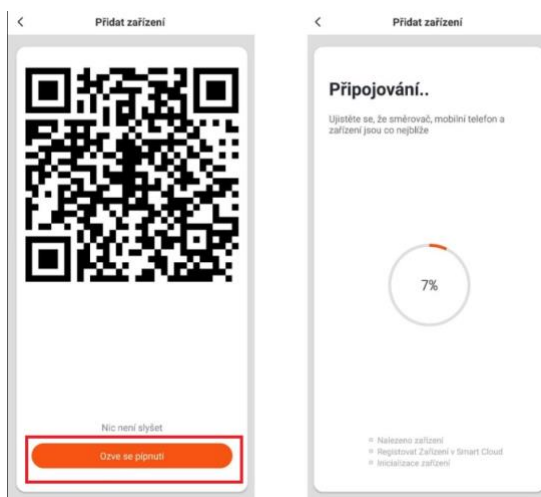 Přidat zařízení
Nic není slyšet
Ozve se pípnutí
Přidat zařízení
Připojování..
Ujistěte se, že směrovač, mobilní telefon a
zařízení jsou co nejblíže
7%
Nalezeno zařízení
Registovat Zařízení v Smart Cloud
Inicializace zařízení